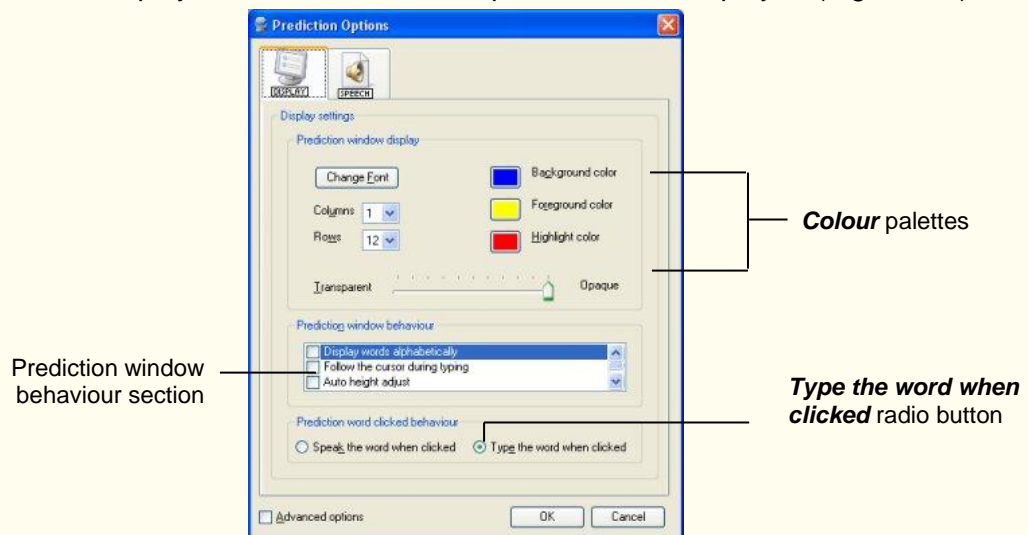 Prediction Options
DISPLAY
SPEECH
Display settings
Prediction window display
Change Font
Background color
Columns 1
Foreground color
Rows 12
Highlight color
Colour palettes
Transparent
Opaque
Prediction window behaviour
Display words alphabetically
Follow the cursor during typing
Auto height adjust
Prediction window
behaviour section
Type the word when
clicked radio button
Prediction word clicked behaviour
Speak the word when clicked
Type the word when clicked
Advanced options
OK
Cancel